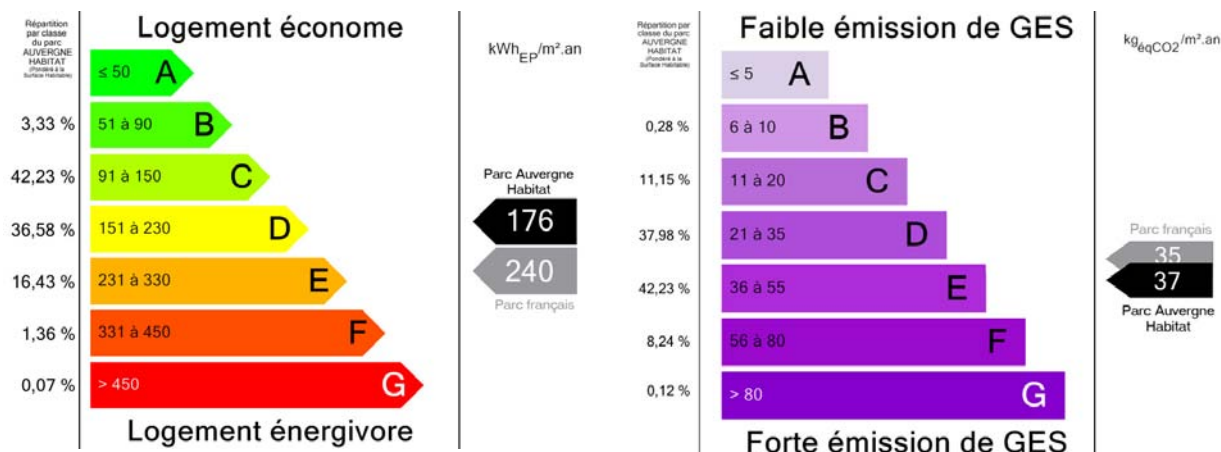 Répartition
par classe
du parc
AUVERGNE
HABITAT
(Pondéré à la
Surface Habitable)
Logement économe
kWhEP/m².an
≤ 50 A
3,33 % 51 à 90 B
42,23 % 91 à 150 C
36,58 % 151 à 230 D
16,43 % 231 à 330 E
1,36 % 331 à 450 F
0,07 % > 450 G
Parc Auvergne
Habitat
176
240
Parc français
Logement énergivore
Répartition par
classe du parc
AUVERGNE
HABITAT
(Pondéré à la
Surface Habitable)
Faible émission de GES
kgéqCO2/m².an
≤ 5 A
0,28 % 6 à 10 B
11,15 % 11 à 20 C
37,98 % 21 à 35 D
42,23 % 36 à 55 E
8,24 % 56 à 80 F
0,12 % > 80 G
Parc français
35
37
Parc Auvergne
Habitat
Forte émission de GES